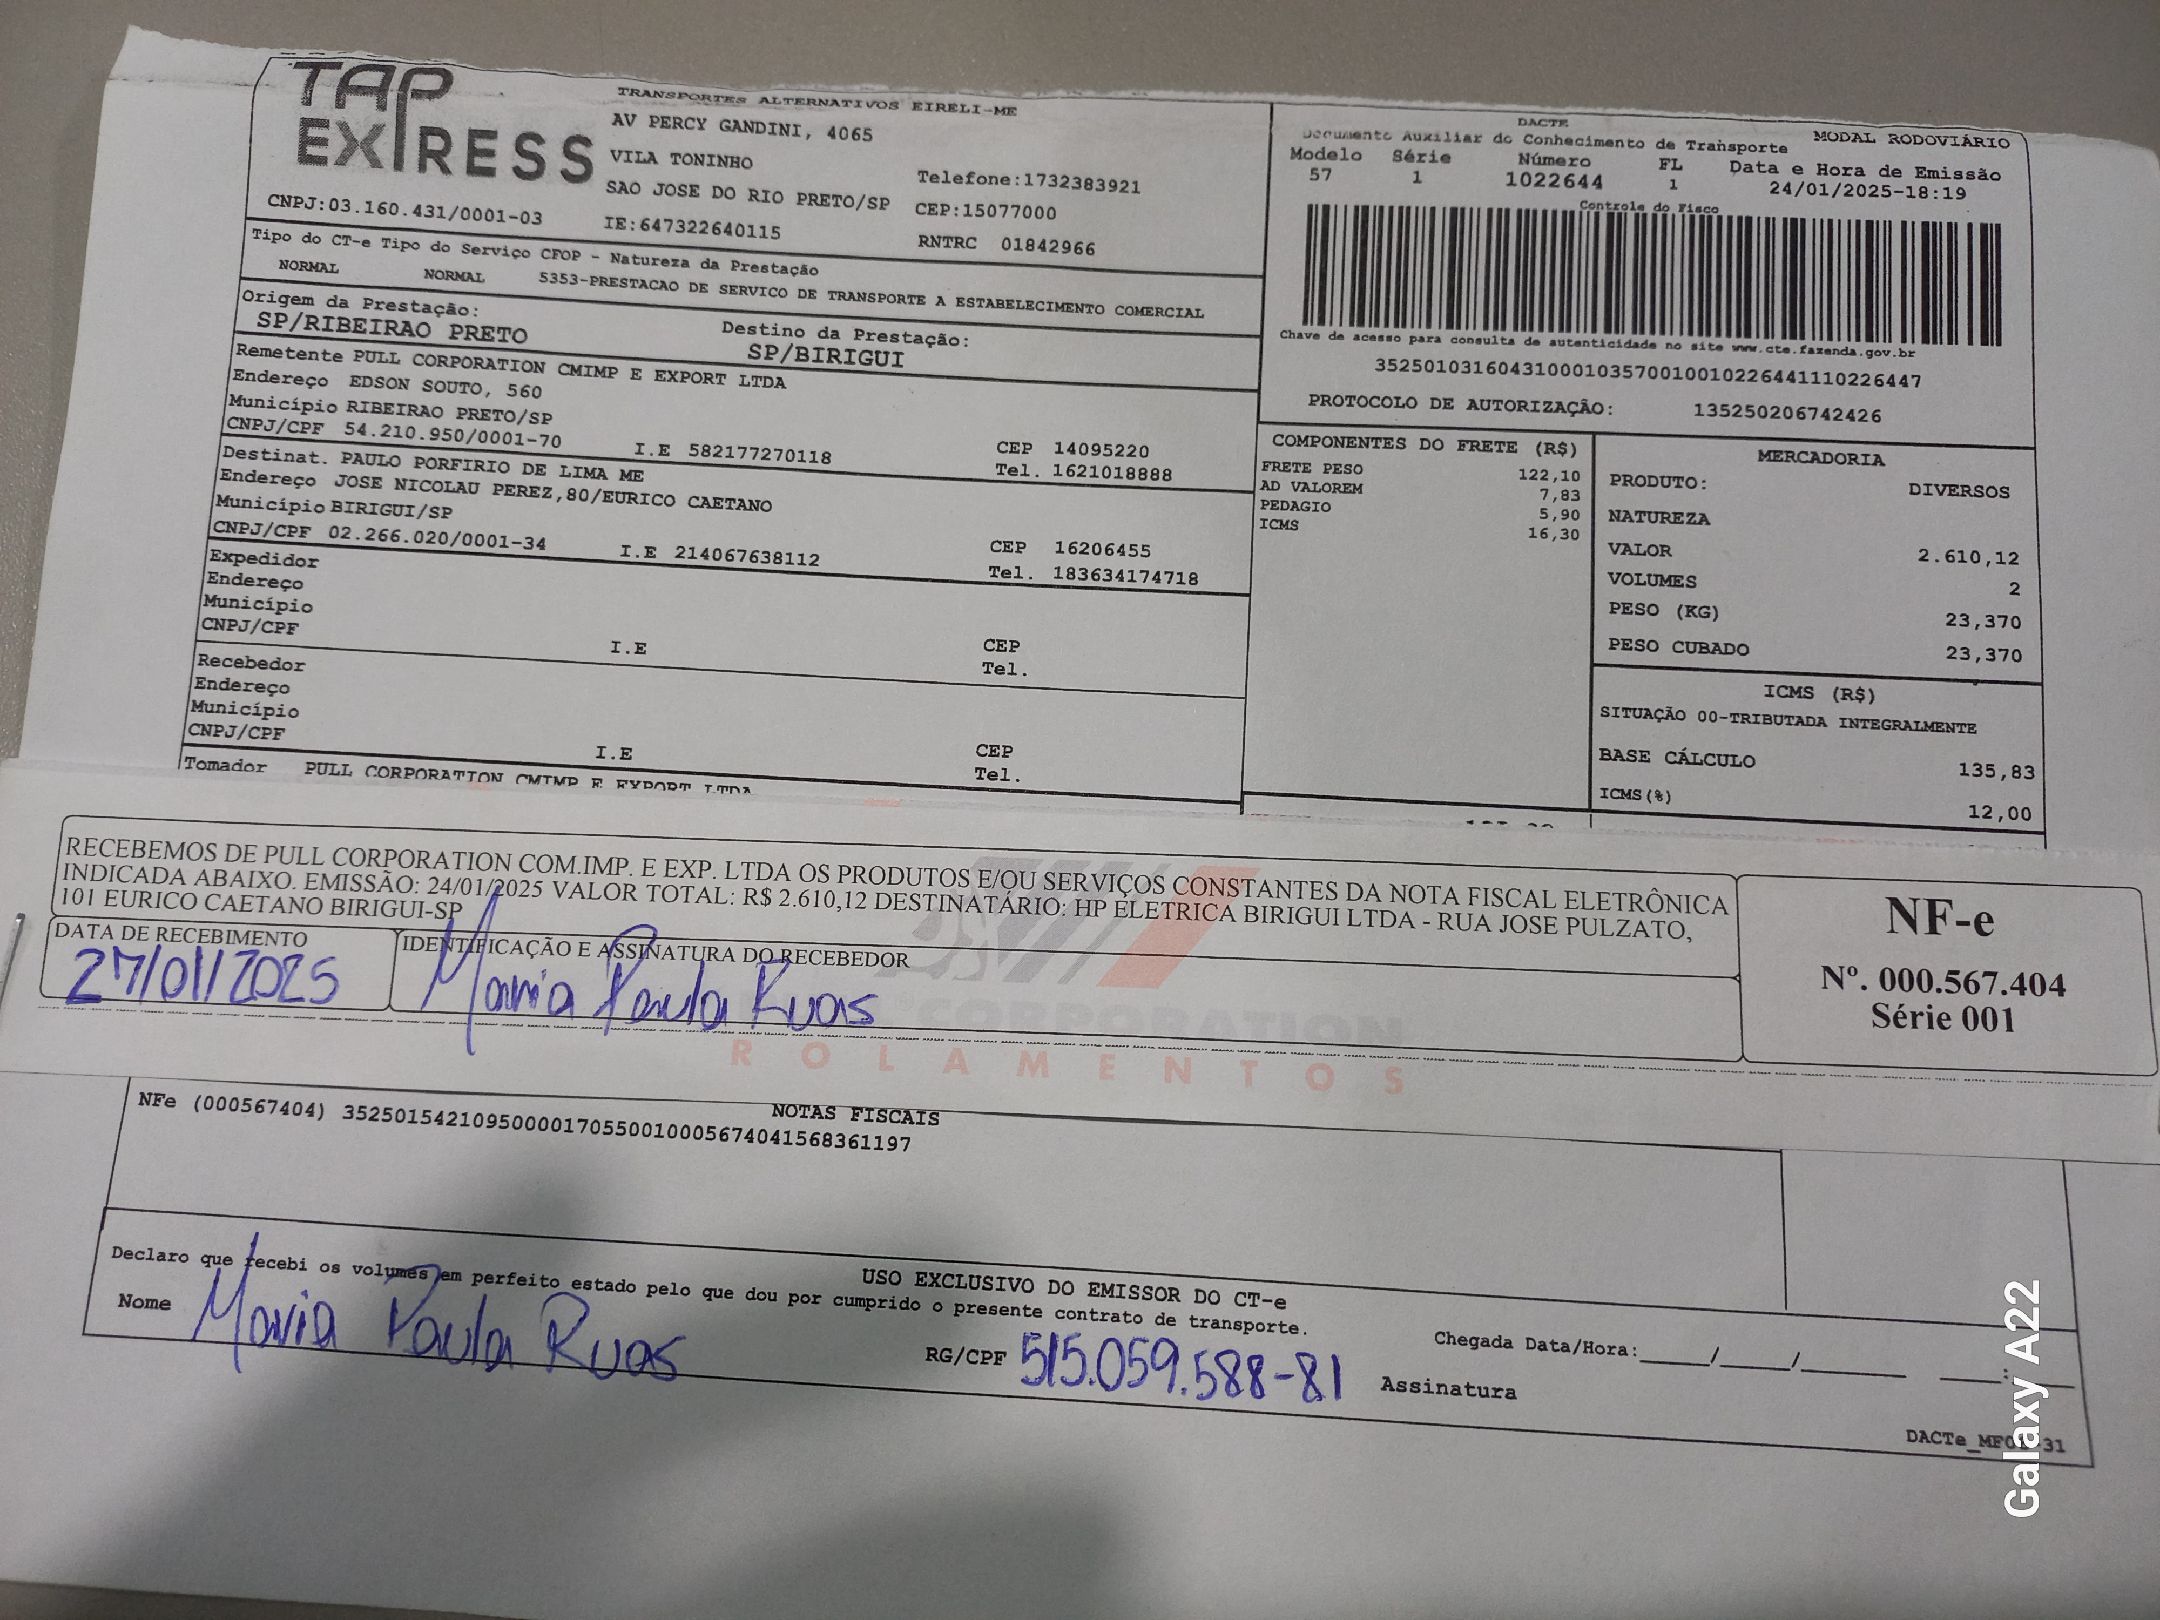 TAP EXPRESS
TRANSPORTES ALTERNATIVOS EIRELI-ME
AV PERCY GANDINI, 4065
VILA TONINHO
SAO JOSE DO RIO PRETO/SP
Telefone:1732383921
CEP:15077000
CNPJ:03.160.431/0001-03
IE:647322640115
RNTRC 01842966
DACTE
Documento Auxiliar do Conhecimento de Transporte
MODAL RODOVIÁRIO
Modelo Série Número FL Data e Hora de Emissão
57 1 1022644 1 24/01/2025-18:19
Controle do Fisco
Chave de acesso para consulta de autenticidade no site www.cte.fazenda.gov.br
35250103160431000103570010010226441110226447
PROTOCOLO DE AUTORIZAÇÃO: 135250206742426
Tipo do CT-e Tipo do Serviço CFOP - Natureza da Prestação
NORMAL NORMAL 5353-PRESTACAO DE SERVICO DE TRANSPORTE A ESTABELECIMENTO COMERCIAL
Origem da Prestação:
SP/RIBEIRAO PRETO
Destino da Prestação:
SP/BIRIGUI
Remetente PULL CORPORATION CMIMP E EXPORT LTDA
Endereço EDSON SOUTO, 560
Município RIBEIRAO PRETO/SP
CEP 14095220
CNPJ/CPF 54.210.950/0001-70 I.E 582177270118 Tel. 1621018888
Destinat. PAULO PORFIRIO DE LIMA ME
Endereço JOSE NICOLAU PEREZ,80/EURICO CAETANO
Município BIRIGUI/SP
CEP 16206455
CNPJ/CPF 02.266.020/0001-34 I.E 214067638112 Tel. 183634174718
Expedidor
Endereço
Município
CEP
CNPJ/CPF I.E Tel.
Recebedor
Endereço
Município
CEP
CNPJ/CPF I.E Tel.
Tomador PULL CORPORATION CMIMP E EXPORT LTDA
COMPONENTES DO FRETE (R$)
FRETE PESO 122,10
AD VALOREM 7,83
PEDAGIO 5,90
ICMS 16,30
MERCADORIA
PRODUTO: DIVERSOS
NATUREZA
VALOR 2.610,12
VOLUMES 2
PESO (KG) 23,370
PESO CUBADO 23,370
ICMS (R$)
SITUAÇÃO 00-TRIBUTADA INTEGRALMENTE
BASE CÁLCULO 135,83
ICMS(%) 12,00
RECEBEMOS DE PULL CORPORATION COM.IMP. E EXP. LTDA OS PRODUTOS E/OU SERVIÇOS CONSTANTES DA NOTA FISCAL ELETRÔNICA
INDICADA ABAIXO. EMISSÃO: 24/01/2025 VALOR TOTAL: R$ 2.610,12 DESTINATÁRIO: HP ELETRICA BIRIGUI LTDA - RUA JOSE PULZATO,
101 EURICO CAETANO BIRIGUI-SP
DATA DE RECEBIMENTO
27/01/2025
IDENTIFICAÇÃO E ASSINATURA DO RECEBEDOR
Maria Paula Ruas
NF-e
Nº. 000.567.404
Série 001
CORPORATION
ROLAMENTOS
NOTAS FISCAIS
NFe (000567404) 35250154210950000170550010005674041568361197
USO EXCLUSIVO DO EMISSOR DO CT-e
Declaro que recebi os volumes em perfeito estado pelo que dou por cumprido o presente contrato de transporte.
Nome Maria Paula Ruas
RG/CPF 515.059.588-81
Chegada Data/Hora:_____/_____/_______ ____:____
Assinatura
Galaxy A22